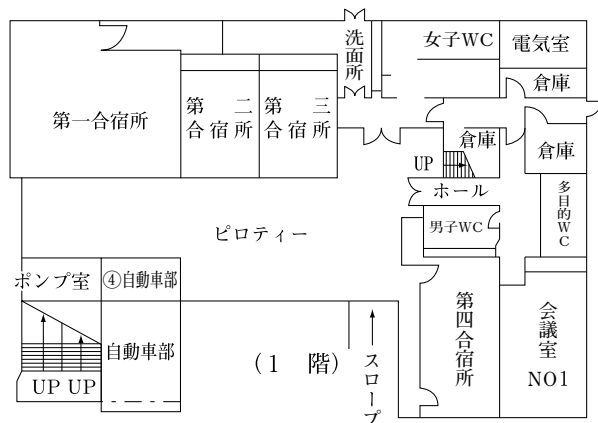 洗面所
女子WC
電気室
倉庫
第一合宿所
第二合宿所
第三合宿所
倉庫
倉庫
UP
ホール
多目的WC
男子WC
ピロティー
ポンプ室
④自動車部
第四合宿所
会議室
NO1
自動車部
(1 階)
スロープ
UP UP